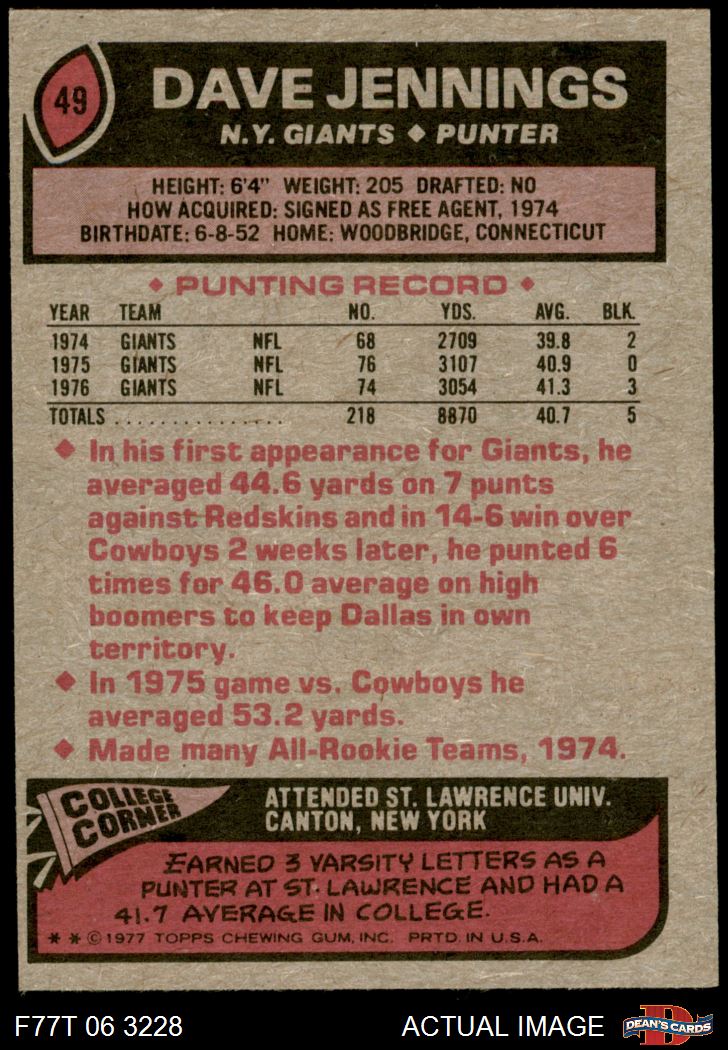 49
DAVE JENNINGS
N.Y. GIANTS ♦ PUNTER
HEIGHT: 6'4" WEIGHT: 205 DRAFTED: NO
HOW ACQUIRED: SIGNED AS FREE AGENT, 1974
BIRTHDATE: 6-8-52 HOME: WOODBRIDGE, CONNECTICUT
♦ PUNTING RECORD ♦
YEAR TEAM NO. YDS. AVG. BLK.
1974 GIANTS NFL 68 2709 39.8 2
1975 GIANTS NFL 76 3107 40.9 0
1976 GIANTS NFL 74 3054 41.3 3
TOTALS . . . . . . . . . . . . . . . 218 8870 40.7 5
♦ In his first appearance for Giants, he
averaged 44.6 yards on 7 punts
against Redskins and in 14-6 win over
Cowboys 2 weeks later, he punted 6
times for 46.0 average on high
boomers to keep Dallas in own
territory.
♦ In 1975 game vs. Cowboys he
averaged 53.2 yards.
♦ Made many All-Rookie Teams, 1974.
COLLEGE
CORNER
ATTENDED ST. LAWRENCE UNIV.
CANTON, NEW YORK
EARNED 3 VARSITY LETTERS AS A
PUNTER AT ST. LAWRENCE AND HAD A
41.7 AVERAGE IN COLLEGE.
* * © 1977 TOPPS CHEWING GUM, INC. PRTD. IN U.S.A.
F77T 06 3228
ACTUAL IMAGE
D
DEAN'S CARDS